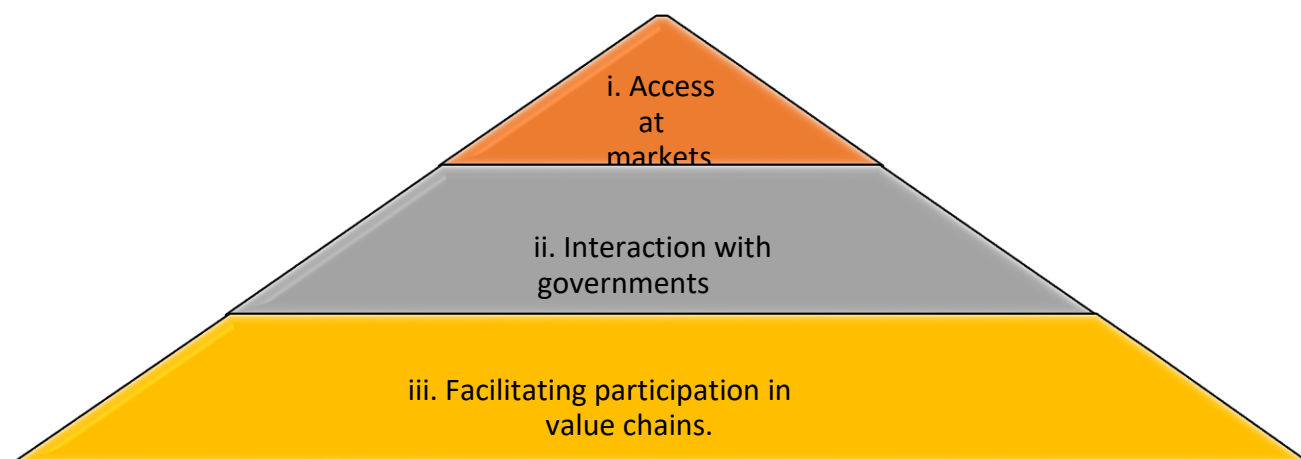 i. Access
at
markets
ii. Interaction with
governments
iii. Facilitating participation in
value chains.